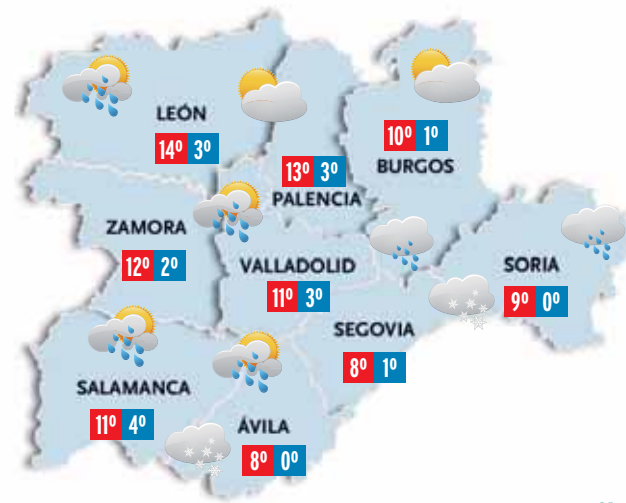 LEÓN
14º 3º
10º 1º
BURGOS
13º 3º
PALENCIA
ZAMORA
12º 2º
VALLADOLID
11º 3º
SORIA
9º 0º
SEGOVIA
8º 1º
SALAMANCA
11º 4º
ÁVILA
8º 0º